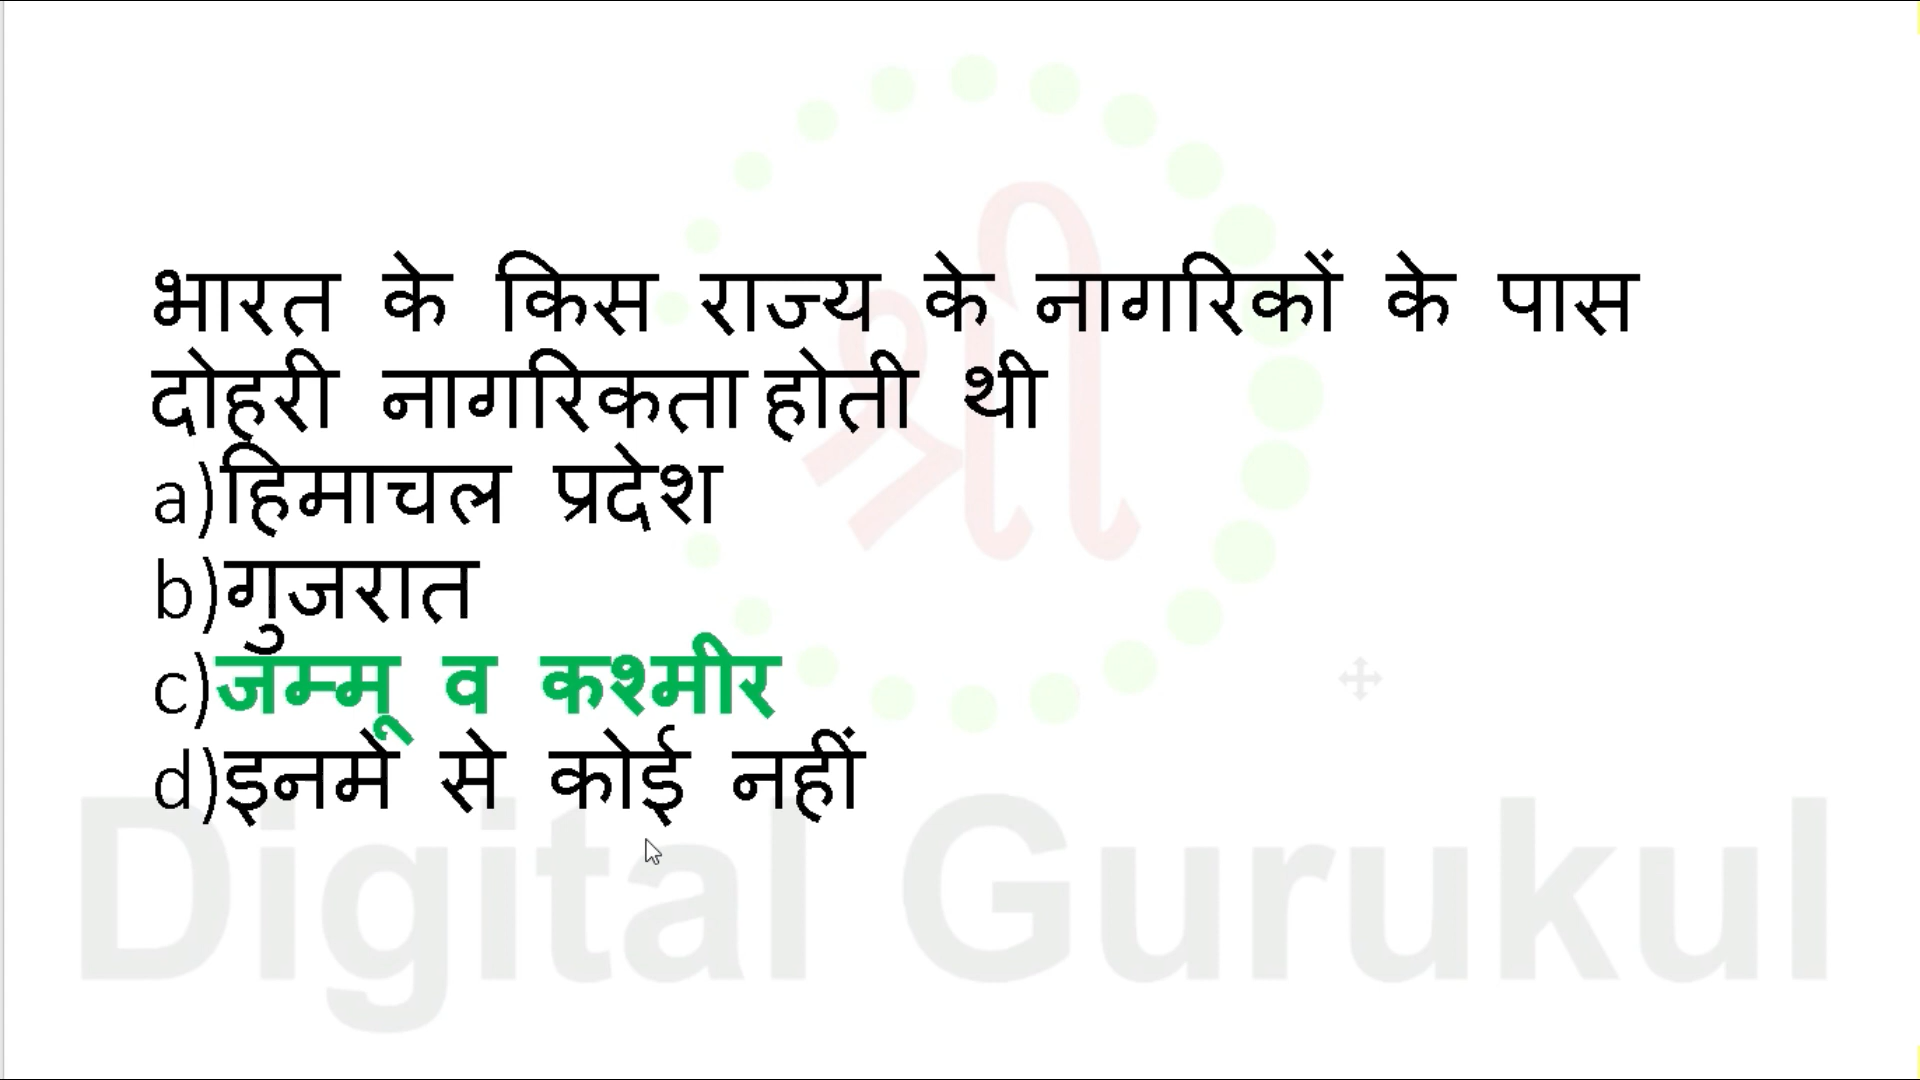 भारत के किस राज्य के नागरिकों के पास
दोहरी नागरिकता होती थी
a)हिमाचल प्रदेश
b)गुजरात
c)जम्मू व कश्मीर
d)इनमें से कोई नहीं
श्री
Digital Gurukul